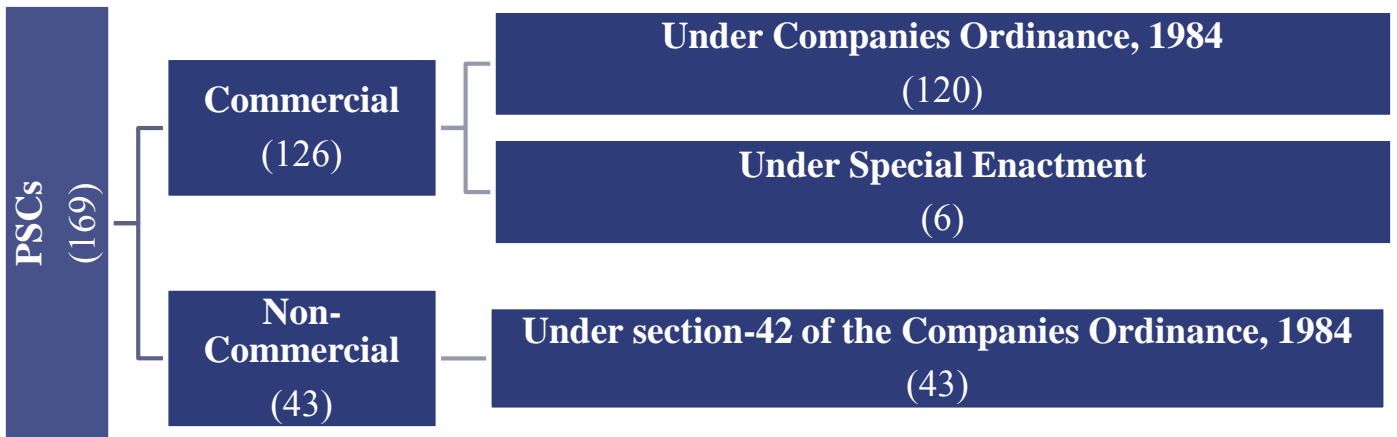 PSCs
(169)
Commercial
(126)
Under Companies Ordinance, 1984
(120)
Under Special Enactment
(6)
Non-
Commercial
(43)
Under section-42 of the Companies Ordinance, 1984
(43)